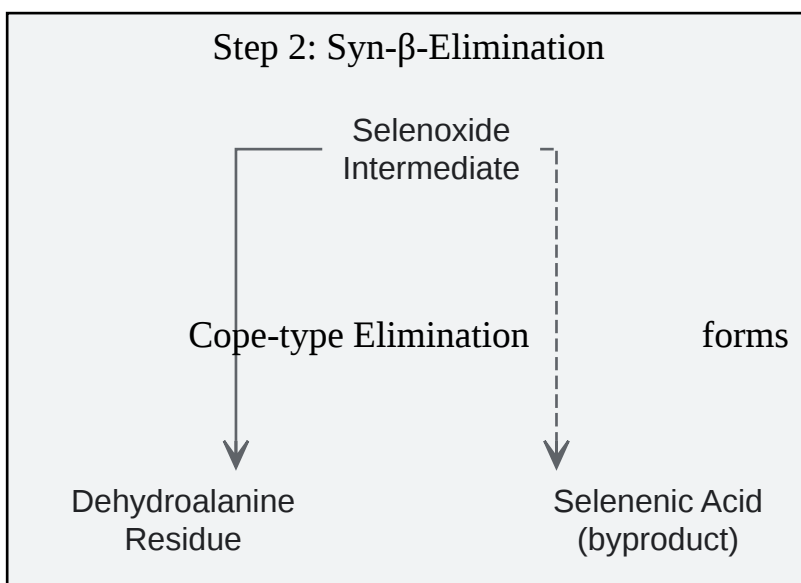 Step 2: Syn-β-Elimination
Selenoxide
Intermediate
Cope-type Elimination
forms
Dehydroalanine
Residue
Selenenic Acid
(byproduct)